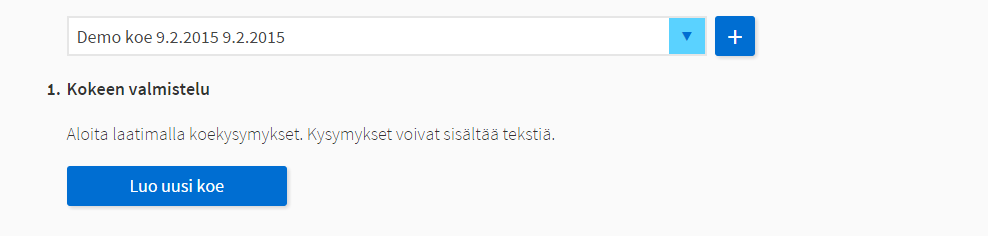 Demo koe 9.2.2015 9.2.2015
1. Kokeen valmistelu
Aloita laatimalla koekysymykset. Kysymykset voivat sisältää tekstiä.
Luo uusi koe